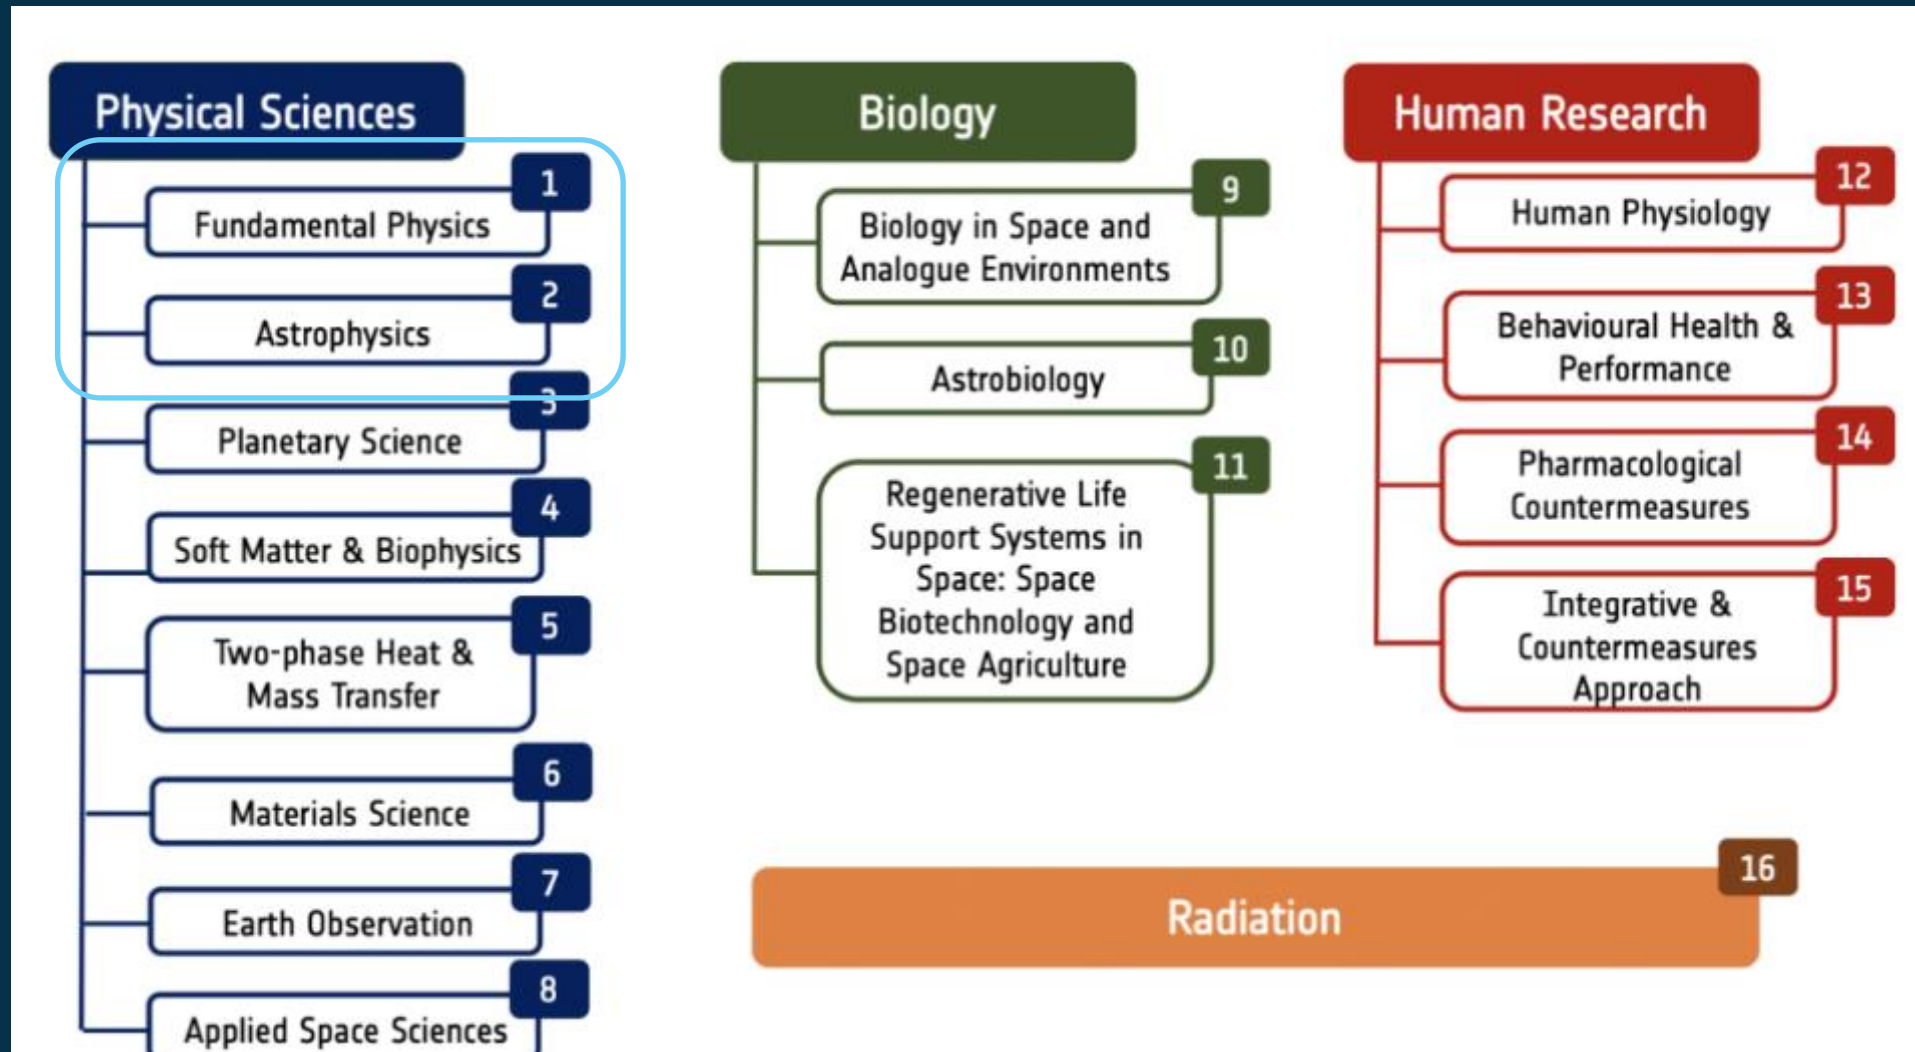 Physical Sciences
1
Fundamental Physics
2
Astrophysics
3
Planetary Science
4
Soft Matter & Biophysics
5
Two-phase Heat &
Mass Transfer
6
Materials Science
7
Earth Observation
8
Applied Space Sciences
Biology
9
Biology in Space and
Analogue Environments
10
Astrobiology
11
Regenerative Life
Support Systems in
Space: Space
Biotechnology and
Space Agriculture
Human Research
12
Human Physiology
13
Behavioural Health &
Performance
14
Pharmacological
Countermeasures
15
Integrative &
Countermeasures
Approach
16
Radiation